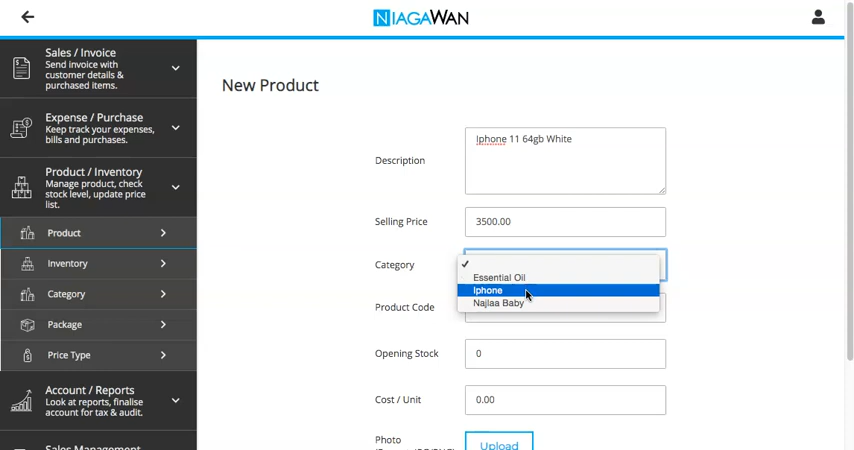 NIAGAWAN
Sales / Invoice
Send invoice with
customer details &
purchased items.
Expense / Purchase
Keep track your expenses,
bills and purchases.
Product / Inventory
Manage product, check
stock level, update price
list.
Product
Inventory
Category
Package
Price Type
Account / Reports
Look at reports, finalise
account for tax & audit.
Sales Management
New Product
Description
Iphone 11 64gb White
Selling Price
3500.00
Category
Essential Oil
Iphone
Najlaa Baby
Product Code
Opening Stock
0
Cost / Unit
0.00
Photo
Upload